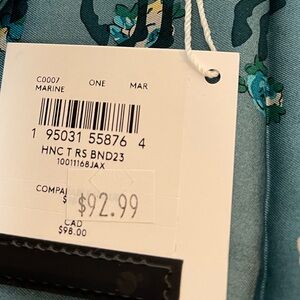 C0007 ONE MAR
MARINE
1 95031 55876 4
HNC T RS BND23
10011168JAX
COMPA
$
$92.99
CAD
$98.00